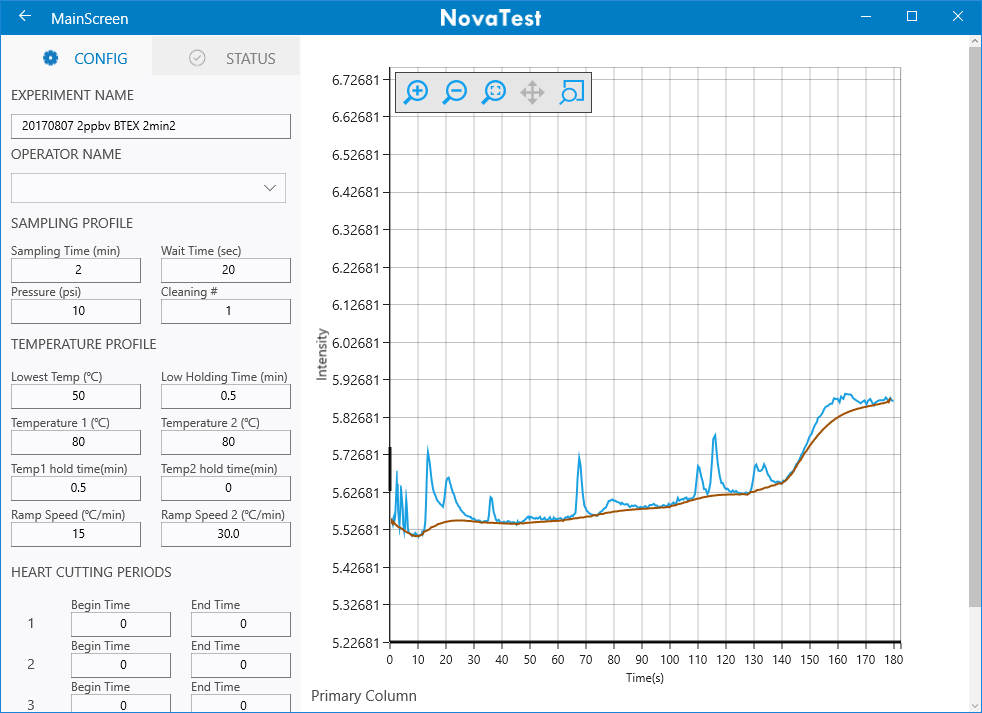 MainScreen
NovaTest
CONFIG
STATUS
EXPERIMENT NAME
20170807 2ppbv BTEX 2min2
OPERATOR NAME
SAMPLING PROFILE
Sampling Time (min) Wait Time (sec)
2 20
Pressure (psi) Cleaning #
10 1
TEMPERATURE PROFILE
Lowest Temp (℃) Low Holding Time (min)
50 0.5
Temperature 1 (℃) Temperature 2 (℃)
80 80
Temp1 hold time(min) Temp2 hold time(min)
0.5 0
Ramp Speed (℃/min) Ramp Speed 2 (℃/min)
15 30.0
HEART CUTTING PERIODS
Begin Time End Time
1 0 0
Begin Time End Time
2 0 0
Begin Time End Time
3 0 0
6.72681
6.62681
6.52681
6.42681
6.32681
6.22681
6.12681
6.02681
5.92681
5.82681
5.72681
5.62681
5.52681
5.42681
5.32681
5.22681
Intensity
0 10 20 30 40 50 60 70 80 90 100 110 120 130 140 150 160 170 180
Time(s)
Primary Column